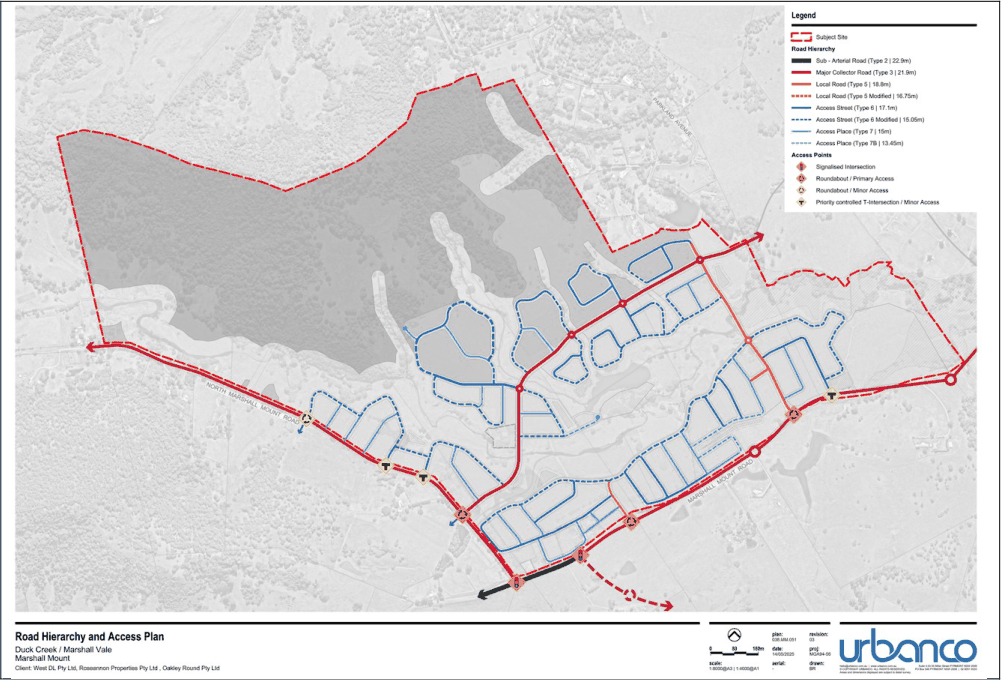 Legend
Subject Site
Road Hierarchy
Sub - Arterial Road (Type 2 | 22.9m)
Major Collector Road (Type 3 | 21.9m)
Local Road (Type 5 | 18.8m)
Local Road (Type 5 Modified | 16.75m)
Access Street (Type 6 | 17.1m)
Access Street (Type 6 Modified | 15.05m)
Access Place (Type 7 | 15m)
Access Place (Type 7B | 13.45m)
Access Points
Signalised Intersection
Roundabout / Primary Access
Roundabout / Minor Access
Priority controlled T-Intersection / Minor Access
PARKLAND AVENUE
NORTH MARSHALL MOUNT ROAD
MARSHALL MOUNT ROAD
Road Hierarchy and Access Plan
Duck Creek / Marshall Vale
Marshall Mount
Client: West DL Pty Ltd, Rosennon Properties Pty Ltd , Oakley Round Pty Ltd
plan:
revision:
03
date:
proj:
scale:
aerial:
drawn:
urbanco